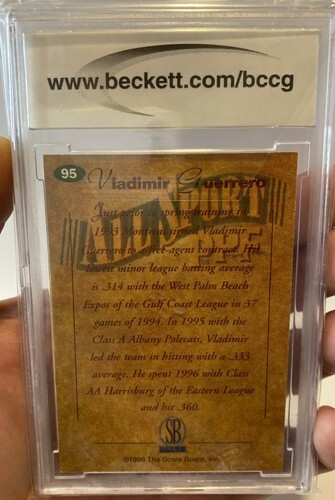 www.beckett.com/bccg
95 Vladimir Guerrero
Just prior to spring training in
1993 Montreal signed Vladimir
Guerrero to a free-agent contract. His
lowest minor league batting average
is .314 with the West Palm Beach
Expos of the Gulf Coast League in 37
games of 1994. In 1995 with the
Class A Albany Polecats, Vladimir
led the team in hitting with a .333
average. He spent 1996 with Class
AA Harrisburg of the Eastern League
and hit .360.
SB
©1996 The Score Board, Inc.